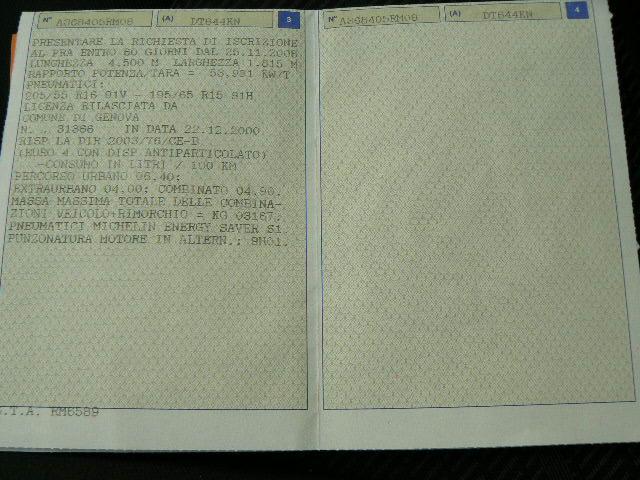 N° A368405RM08 (A) DT644KN 3
PRESENTARE LA RICHIESTA DI ISCRIZIONE
AL PRA ENTRO 60 GIORNI DAL 25.11.2008
LUNGHEZZA 4.500 M LARGHEZZA 1.815 M
RAPPORTO POTENZA/TARA = 53.931 KW/T
PNEUMATICI:
205/55 R16 91V - 195/65 R15 91H
LICENZA RILASCIATA DA
COMUNE DI GENOVA
N. . 31366 IN DATA 22.12.2000
RISP LA DIR 2003/76/CE-B
(EURO 4 CON DISP ANTIPARTICOLATO)
-CONSUMO IN LITRI / 100 KM
PERCORSO URBANO 06.40;
EXTRAURBANO 04.00; COMBINATO 04.90.
MASSA MASSIMA TOTALE DELLE COMBINA-
ZIONI VEICOLO+RIMORCHIO = KG 03167.
PNEUMATICI MICHELIN ENERGY SAVER S1.
PUNZONATURA MOTORE IN ALTERN.: 9H01.
S.T.A. RM6589
N° A368405RM08 (A) DT644KN 4